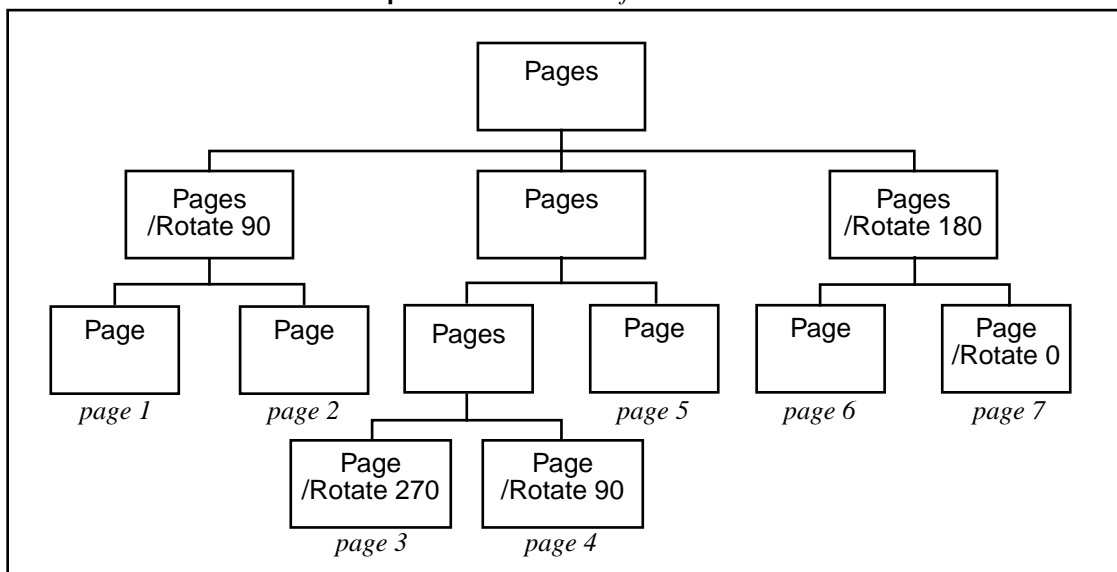 Pages
Pages
/Rotate 90
Pages
Pages
/Rotate 180
Page
Page
Pages
Page
Page
Page
/Rotate 0
page 1
page 2
page 5
page 6
page 7
Page
/Rotate 270
Page
/Rotate 90
page 3
page 4